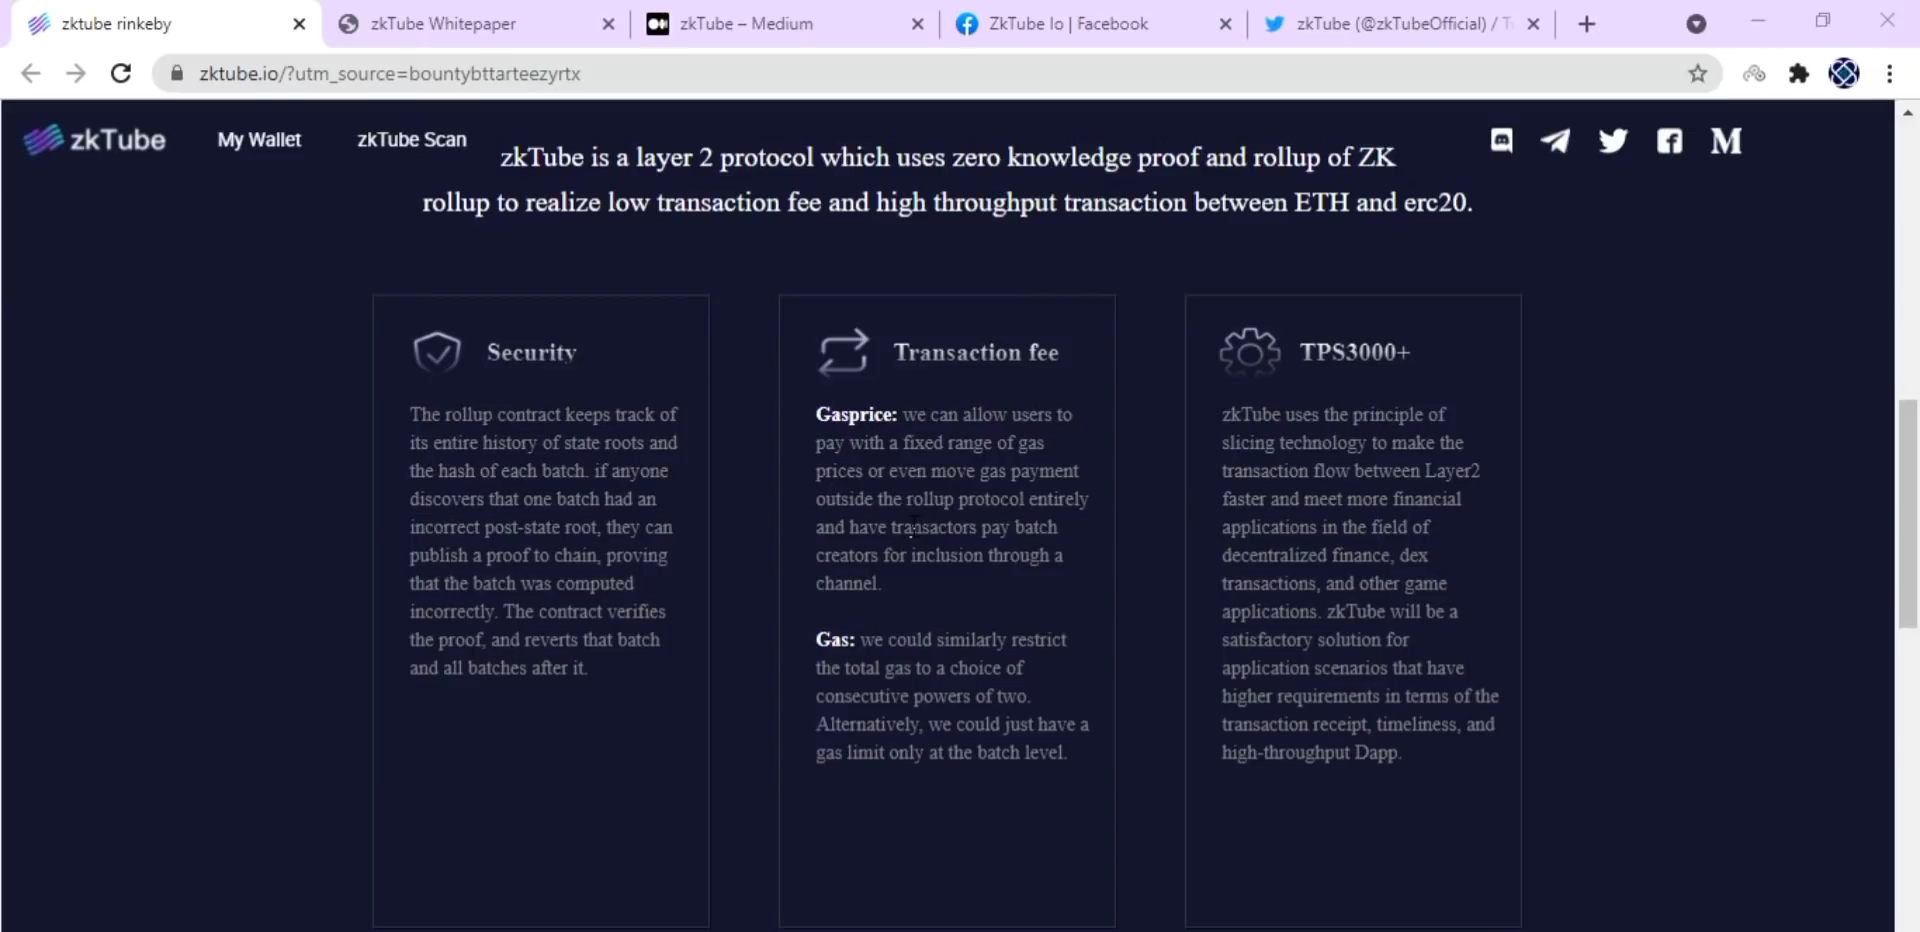 zktube rinkeby
zkTube Whitepaper
zkTube – Medium
ZkTube Io | Facebook
zkTube (@zkTubeOfficial) / T
zktube.io/?utm_source=bountybttarteezyrtx
zkTube
My Wallet
zkTube Scan
zkTube is a layer 2 protocol which uses zero knowledge proof and rollup of ZK
rollup to realize low transaction fee and high throughput transaction between ETH and erc20.
Security
The rollup contract keeps track of
its entire history of state roots and
the hash of each batch. if anyone
discovers that one batch had an
incorrect post-state root, they can
publish a proof to chain, proving
that the batch was computed
incorrectly. The contract verifies
the proof, and reverts that batch
and all batches after it.
Transaction fee
Gasprice: we can allow users to
pay with a fixed range of gas
prices or even move gas payment
outside the rollup protocol entirely
and have transactors pay batch
creators for inclusion through a
channel.
Gas: we could similarly restrict
the total gas to a choice of
consecutive powers of two.
Alternatively, we could just have a
gas limit only at the batch level.
TPS3000+
zkTube uses the principle of
slicing technology to make the
transaction flow between Layer2
faster and meet more financial
applications in the field of
decentralized finance, dex
transactions, and other game
applications. zkTube will be a
satisfactory solution for
application scenarios that have
higher requirements in terms of the
transaction receipt, timeliness, and
high-throughput Dapp.